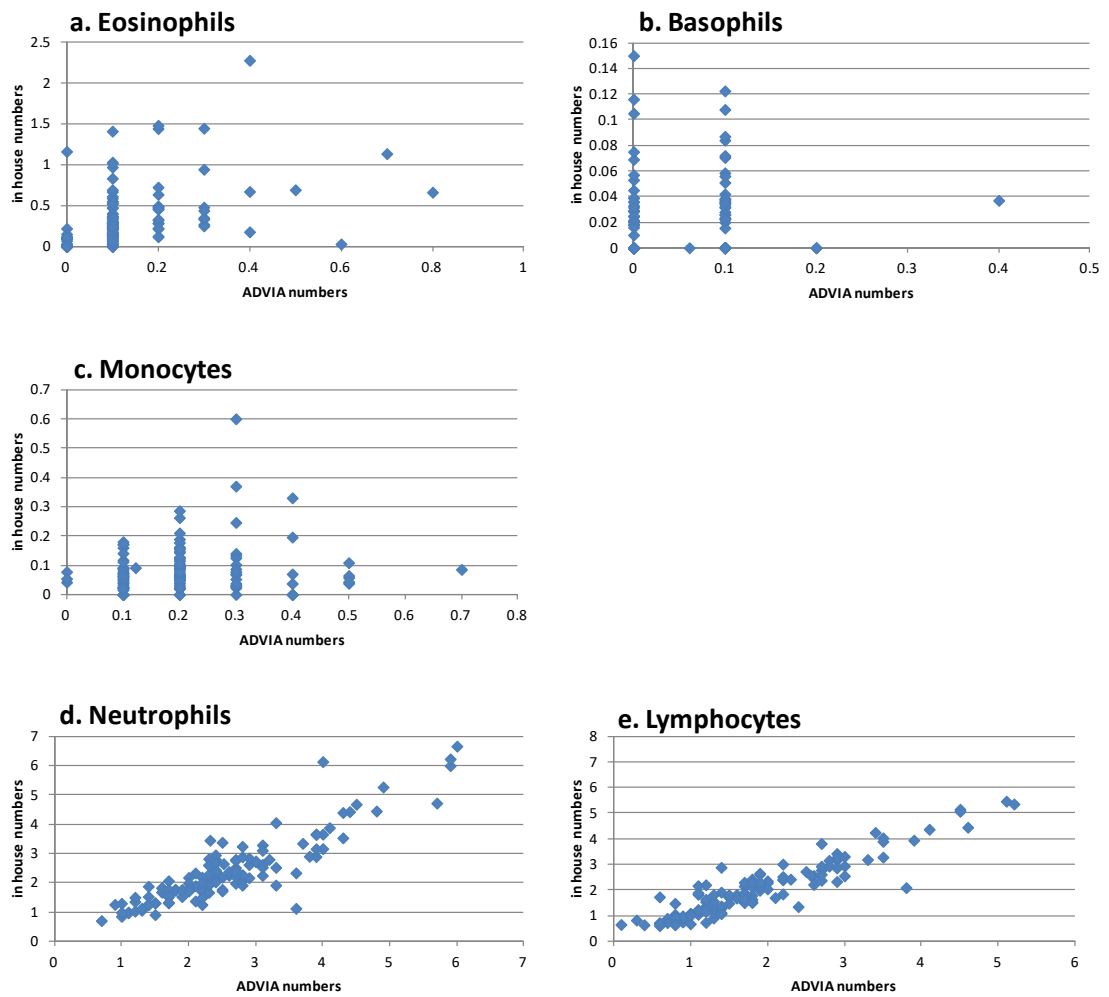 a. Eosinophils
2.5
2
1.5
1
0.5
0
in house numbers
0 0.2 0.4 0.6 0.8 1
ADVIA numbers
b. Basophils
0.16
0.14
0.12
0.1
0.08
0.06
0.04
0.02
0
in house numbers
0 0.1 0.2 0.3 0.4 0.5
ADVIA numbers
c. Monocytes
0.7
0.6
0.5
0.4
0.3
0.2
0.1
0
in house numbers
0 0.1 0.2 0.3 0.4 0.5 0.6 0.7 0.8
ADVIA numbers
d. Neutrophils
7
6
5
4
3
2
1
0
in house numbers
0 1 2 3 4 5 6 7
ADVIA numbers
e. Lymphocytes
8
7
6
5
4
3
2
1
0
in house numbers
0 1 2 3 4 5 6
ADVIA numbers